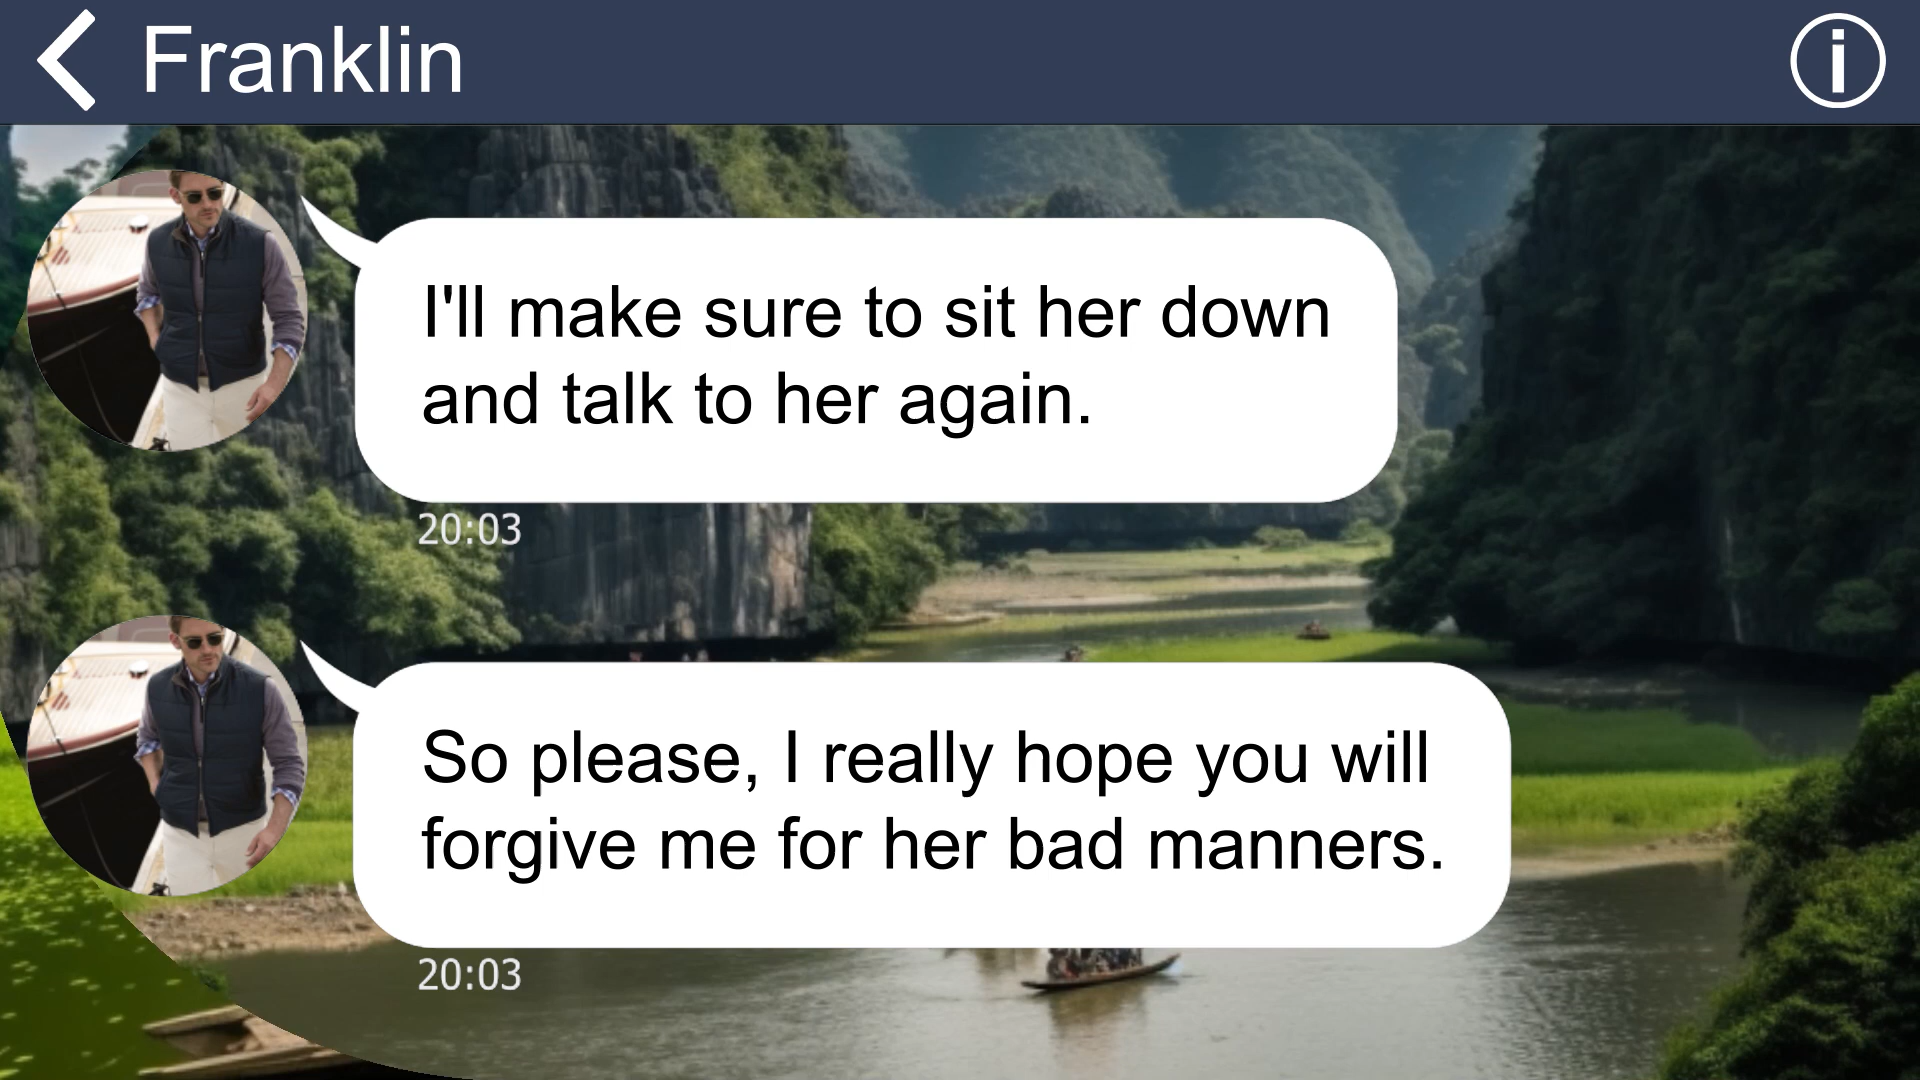 Franklin
I'll make sure to sit her down
and talk to her again.
20:03
So please, I really hope you will
forgive me for her bad manners.
20:03